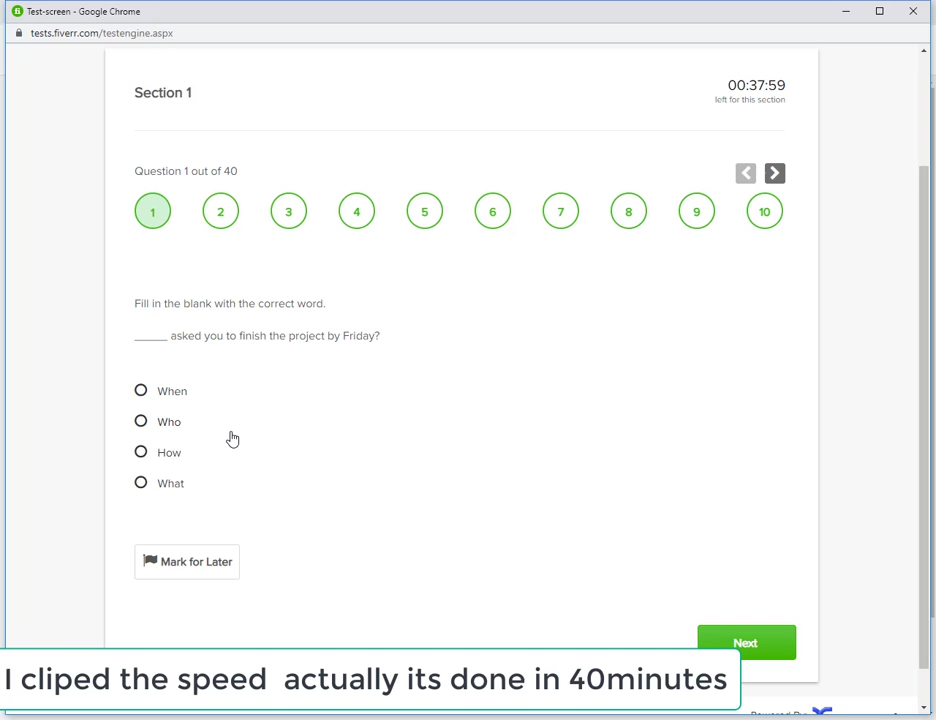 Test-screen - Google Chrome
tests.fiverr.com/testengine.aspx
Section 1
00:37:59
left for this section
Question 1 out of 40
1 2 3 4 5 6 7 8 9 10
Fill in the blank with the correct word.
_____ asked you to finish the project by Friday?
When
Who
How
What
Mark for Later
Next
I cliped the speed actually its done in 40minutes
Powered By